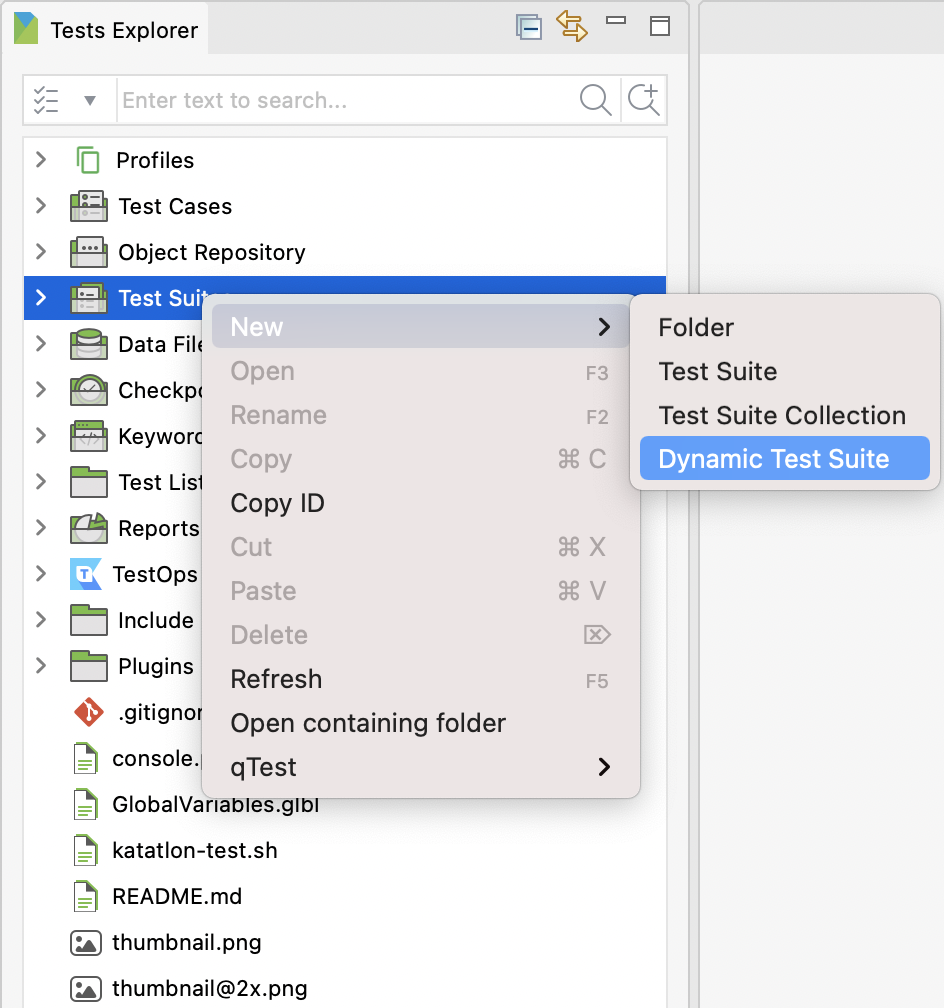 Tests Explorer
Enter text to search...
Profiles
Test Cases
Object Repository
Test Suit
Data File
Checkpo
Keyword
Test List
Reports
TestOps
Include
Plugins
.gitignor
console.
GlobalVariables.glbl
katatlon-test.sh
README.md
thumbnail.png
thumbnail@2x.png
New
Open F3
Rename F2
Copy ⌘ C
Copy ID
Cut ⌘ X
Paste ⌘ V
Delete ⌦
Refresh F5
Open containing folder
qTest
Folder
Test Suite
Test Suite Collection
Dynamic Test Suite